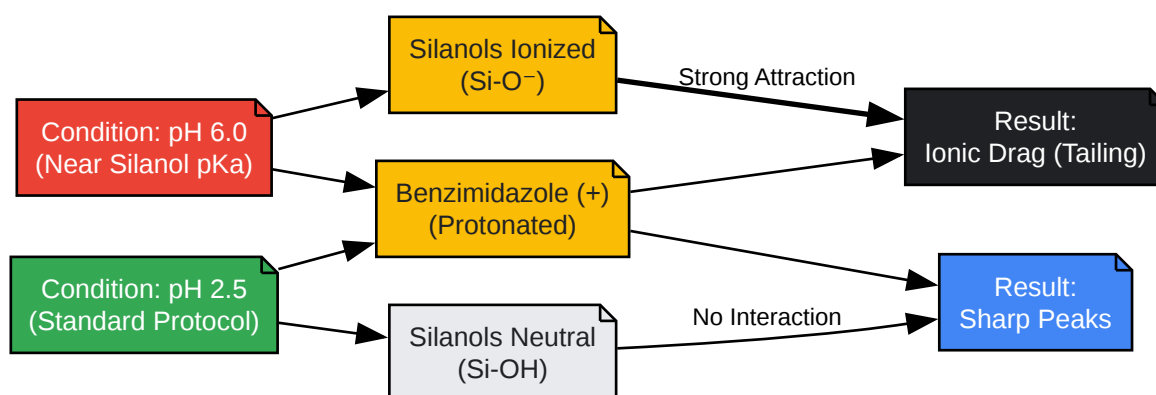 Condition: pH 6.0
(Near Silanol pKa)
Condition: pH 2.5
(Standard Protocol)
Silanols Ionized
(Si-O⁻)
Benzimidazole (+)
(Protonated)
Silanols Neutral
(Si-OH)
Strong Attraction
No Interaction
Result:
Ionic Drag (Tailing)
Result:
Sharp Peaks